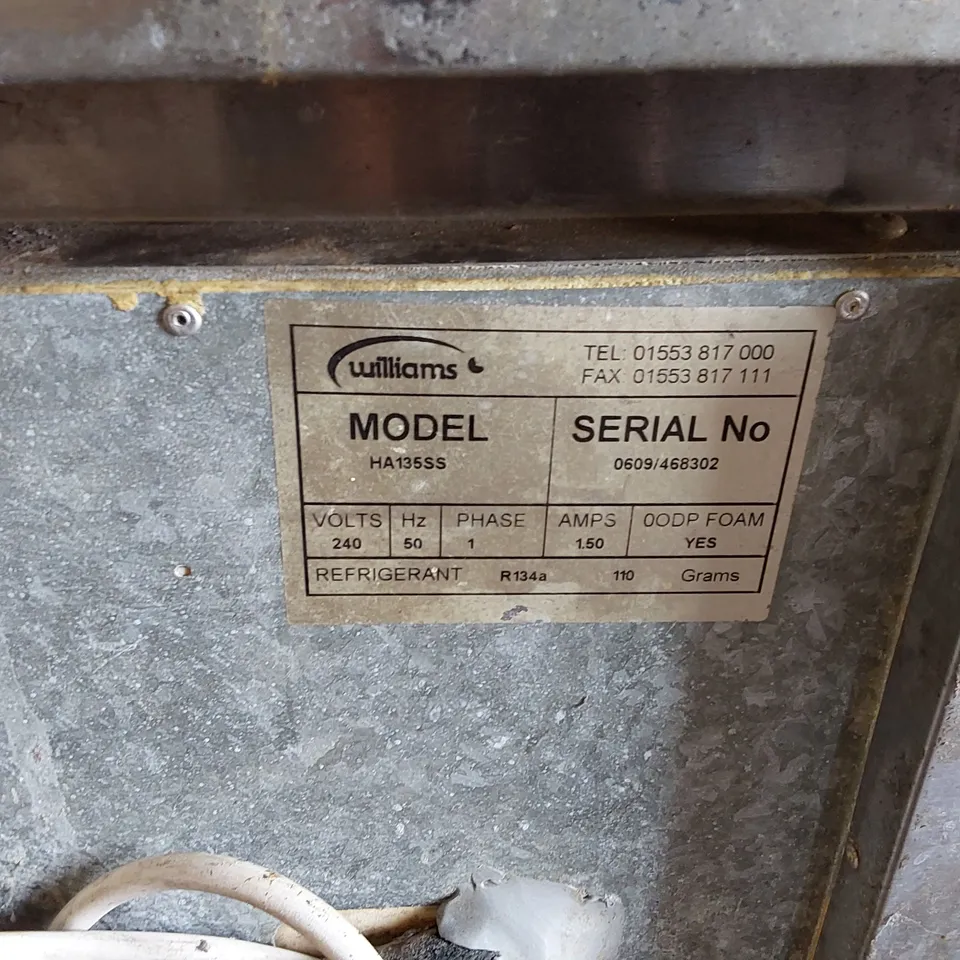 williams
TEL: 01553 817 000
FAX 01553 817 111
MODEL
HA135SS
SERIAL No
0609/468302
VOLTS Hz PHASE AMPS 0ODP FOAM
240 50 1 1.50 YES
REFRIGERANT R134a 110 Grams